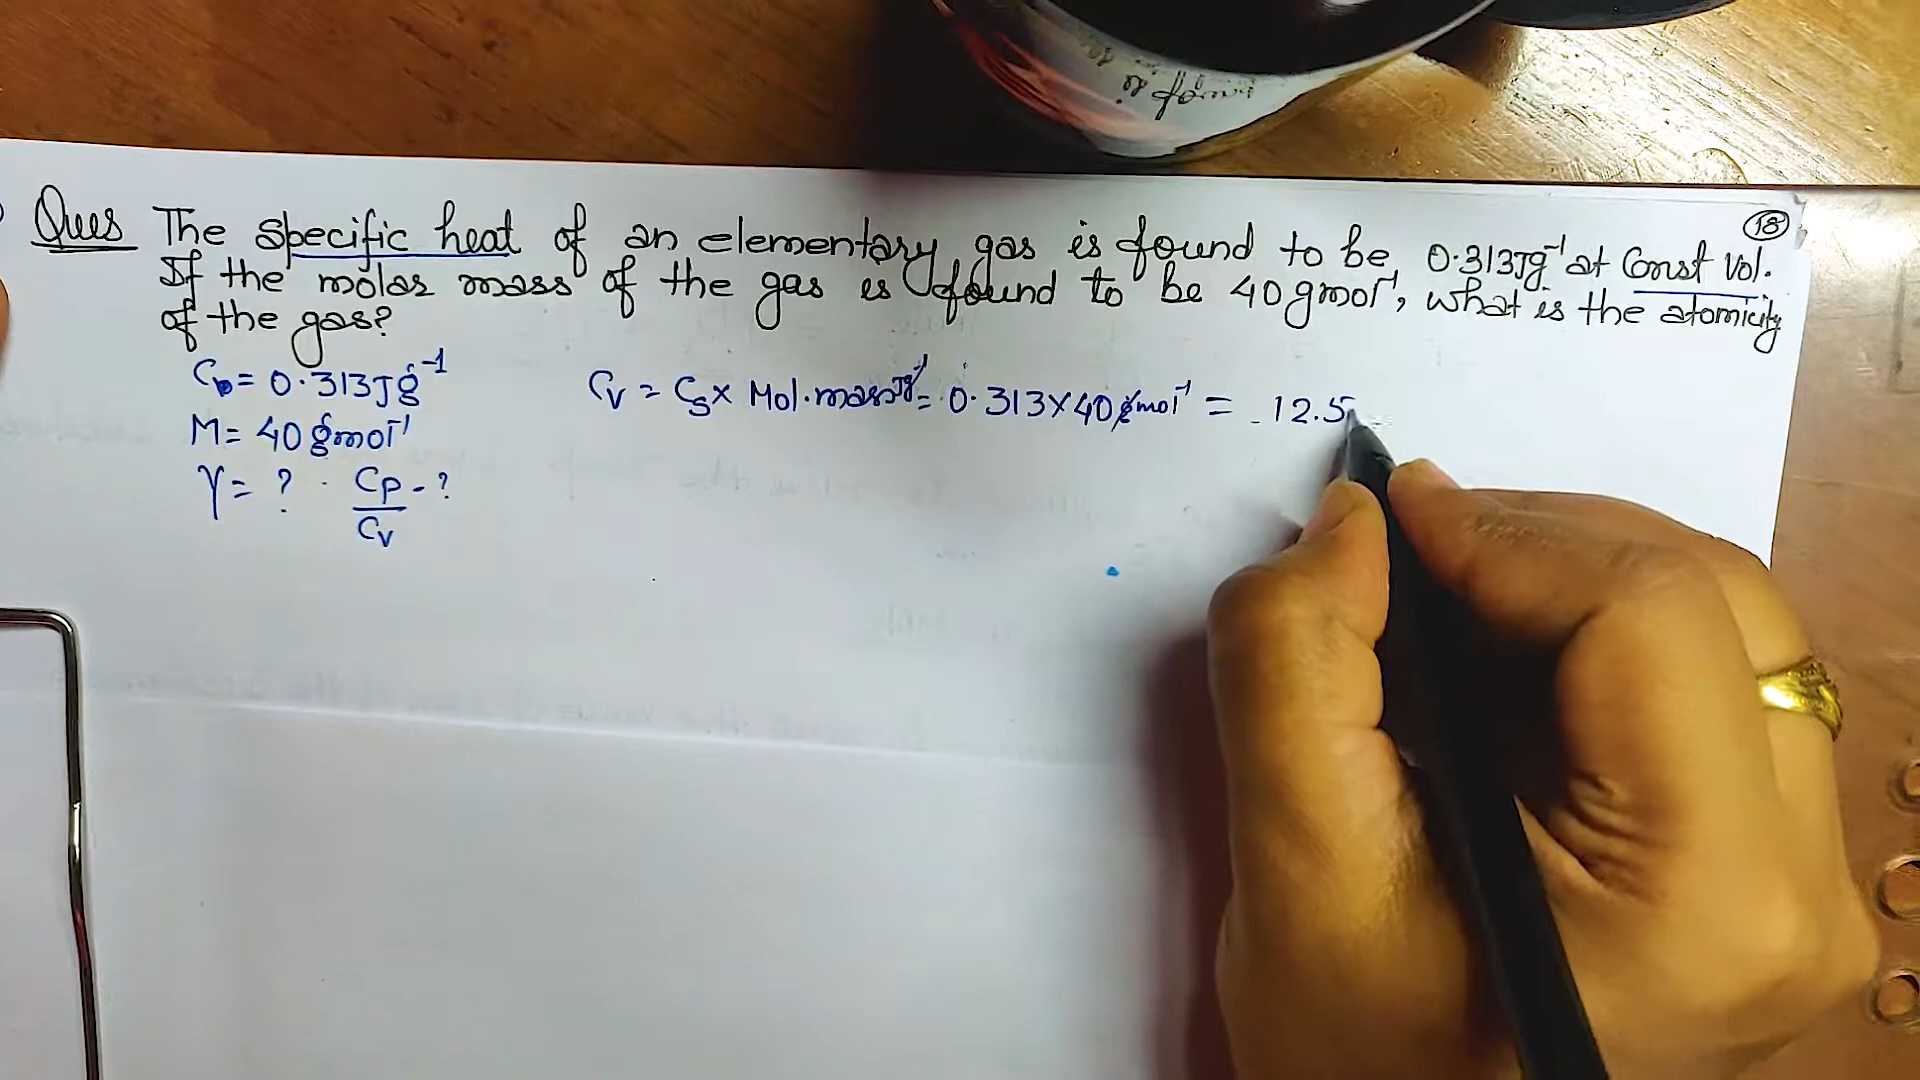 18
Ques The specific heat of an elementary gas is found to be 0.313Jg⁻¹ at Const Vol.
If the molar mass of the gas is found to be 40gmol⁻¹, what is the atomicity
of the gas?
= 0.313Jg⁻¹
M = 40gmol⁻¹
γ = ? Cp/Cv - ?
Cv = Cs × Mol. mass = 0.313×40gmol⁻¹ = 12.5